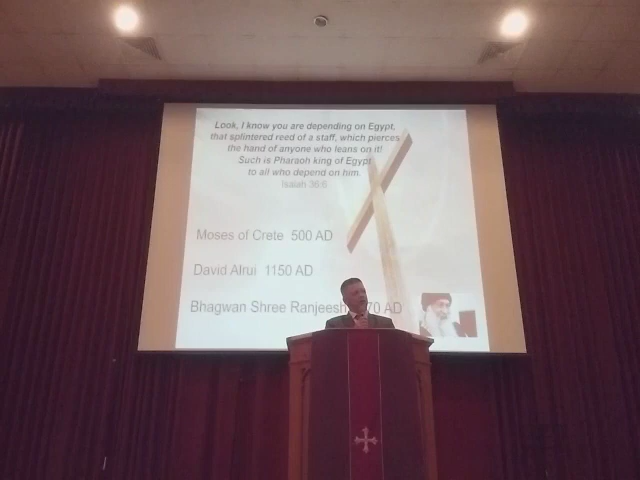 Look, I know you are depending on Egypt,
that splintered reed of a staff, which pierces
the hand of anyone who leans on it!
Such is Pharaoh king of Egypt
to all who depend on him.
Isaiah 36:6
Moses of Crete 500 AD
David Alrui 1150 AD
Bhagwan Shree Ranjeesh 70 AD